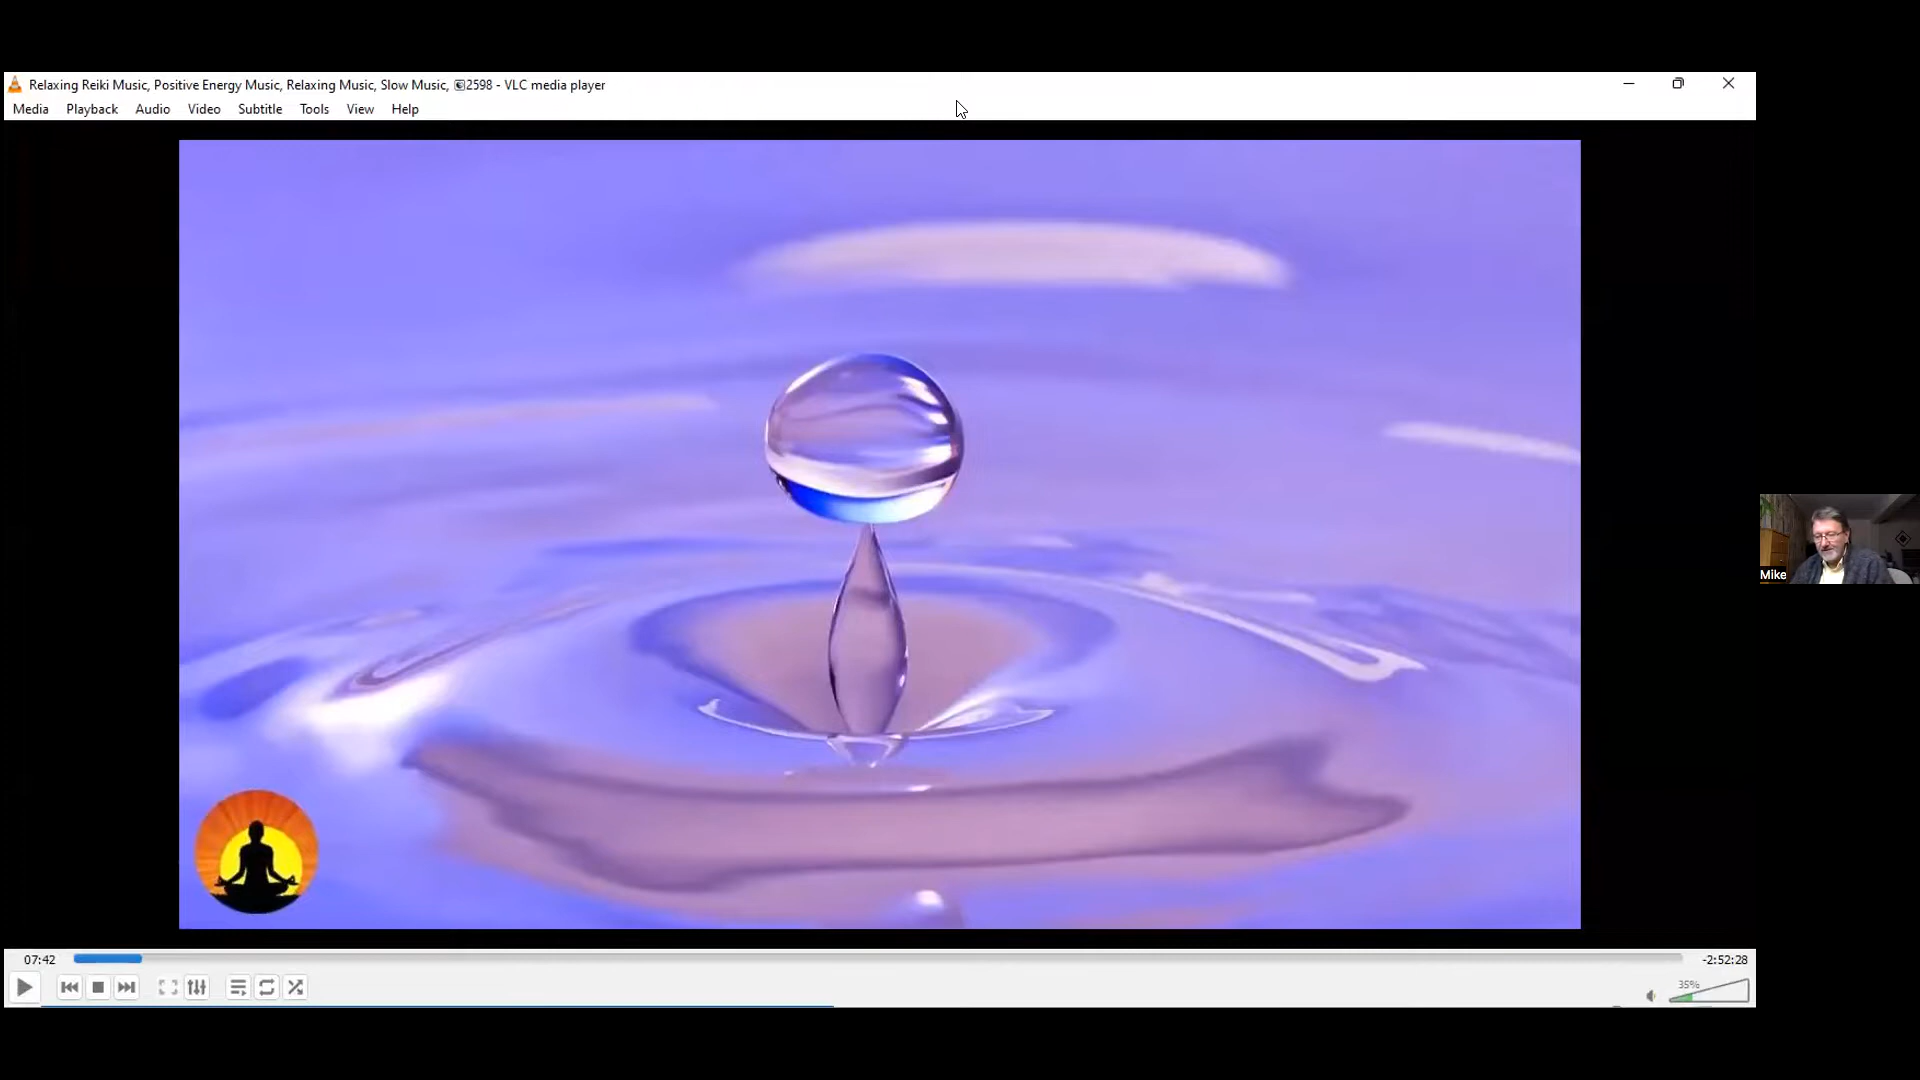 Relaxing Reiki Music, Positive Energy Music, Relaxing Music, Slow Music, 2598 - VLC media player
Media Playback Audio Video Subtitle Tools View Help
Mike
07:42
-2:52:28
35%